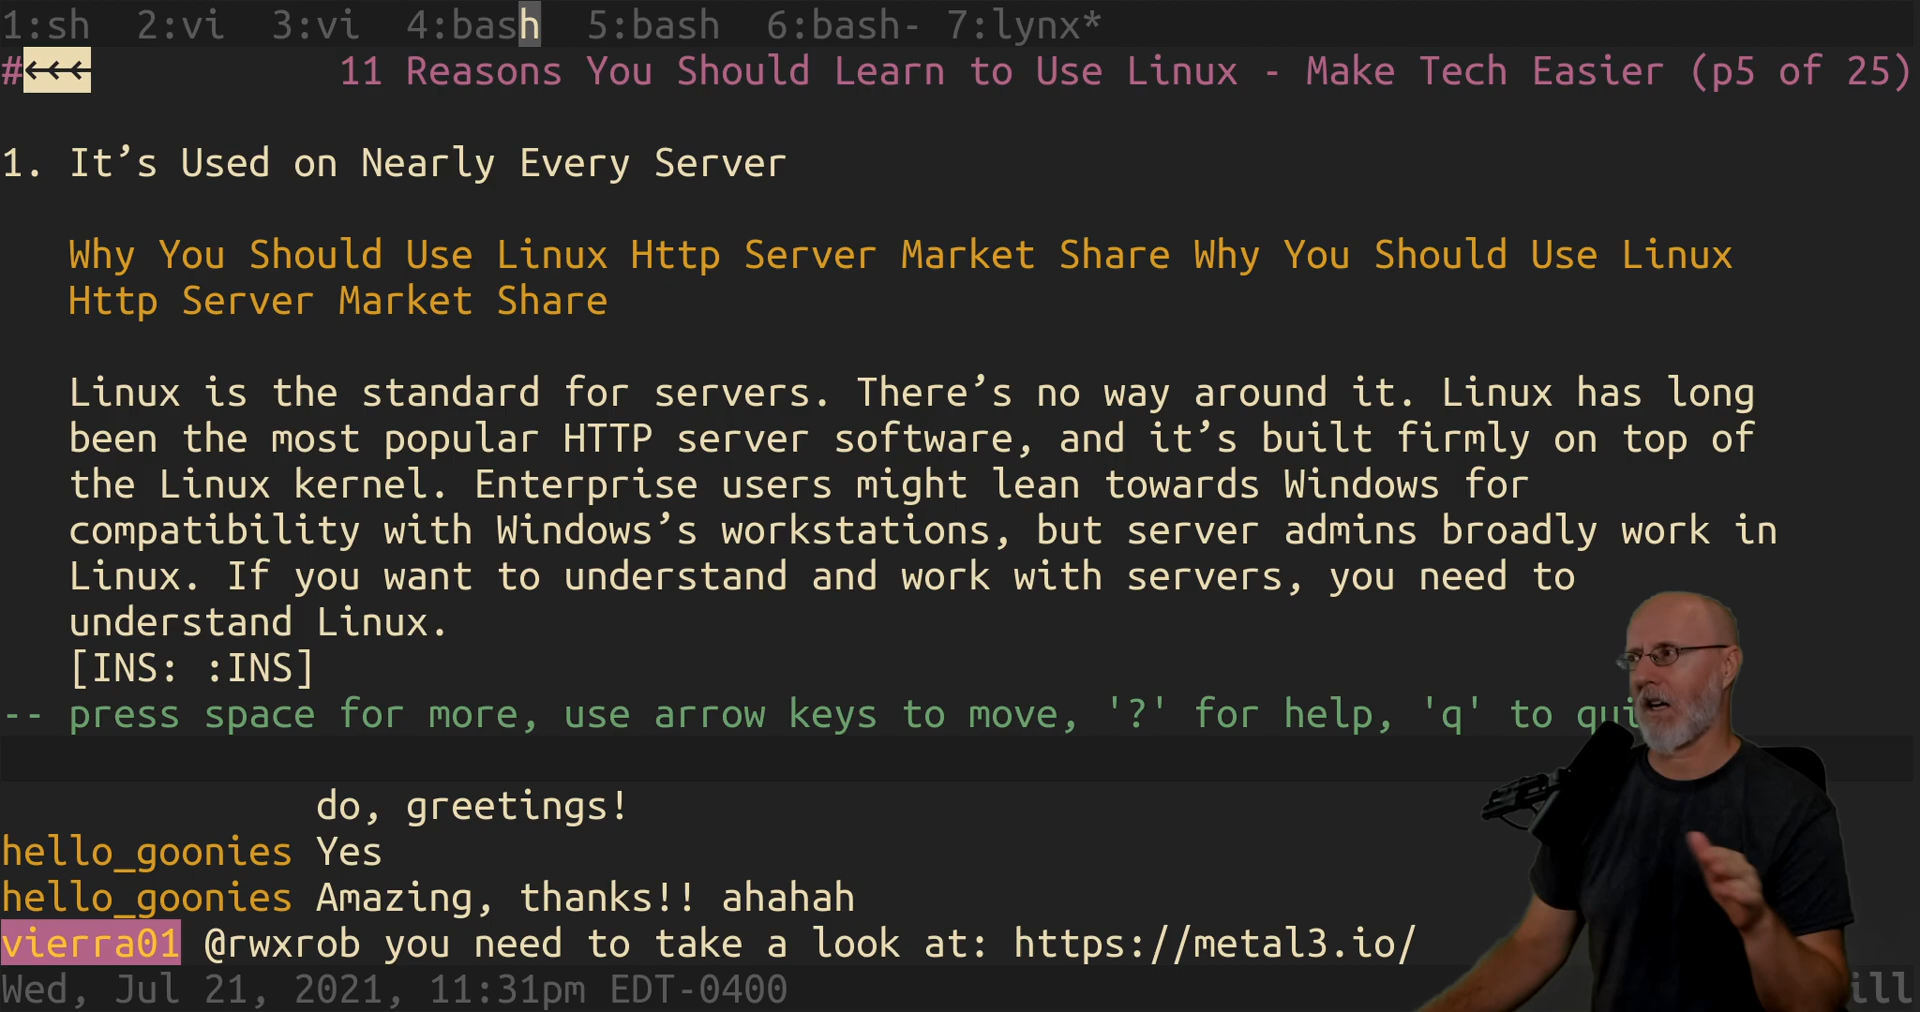 1:sh 2:vi 3:vi 4:bash 5:bash 6:bash- 7:lynx*
#←←← 11 Reasons You Should Learn to Use Linux - Make Tech Easier (p5 of 25)
1. It’s Used on Nearly Every Server
Why You Should Use Linux Http Server Market Share Why You Should Use Linux
Http Server Market Share
Linux is the standard for servers. There’s no way around it. Linux has long
been the most popular HTTP server software, and it’s built firmly on top of
the Linux kernel. Enterprise users might lean towards Windows for
compatibility with Windows’s workstations, but server admins broadly work in
Linux. If you want to understand and work with servers, you need to
understand Linux.
[INS: :INS]
-- press space for more, use arrow keys to move, '?' for help, 'q' to qui
do, greetings!
hello_goonies Yes
hello_goonies Amazing, thanks!! ahahah
vierra01 @rwxrob you need to take a look at: https://metal3.io/
Wed, Jul 21, 2021, 11:31pm EDT-0400 ill